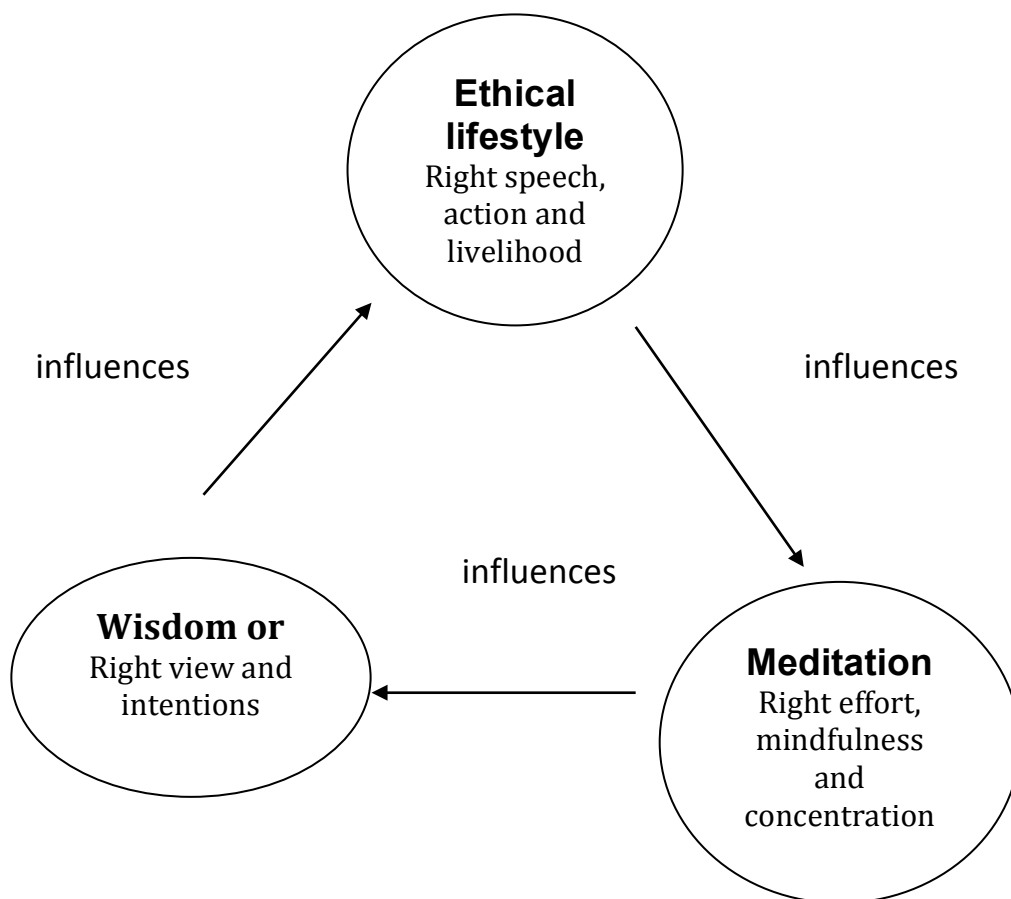 Ethical
lifestyle
Right speech,
action and
livelihood
influences
influences
influences
Wisdom or
Right view and
intentions
Meditation
Right effort,
mindfulness
and
concentration